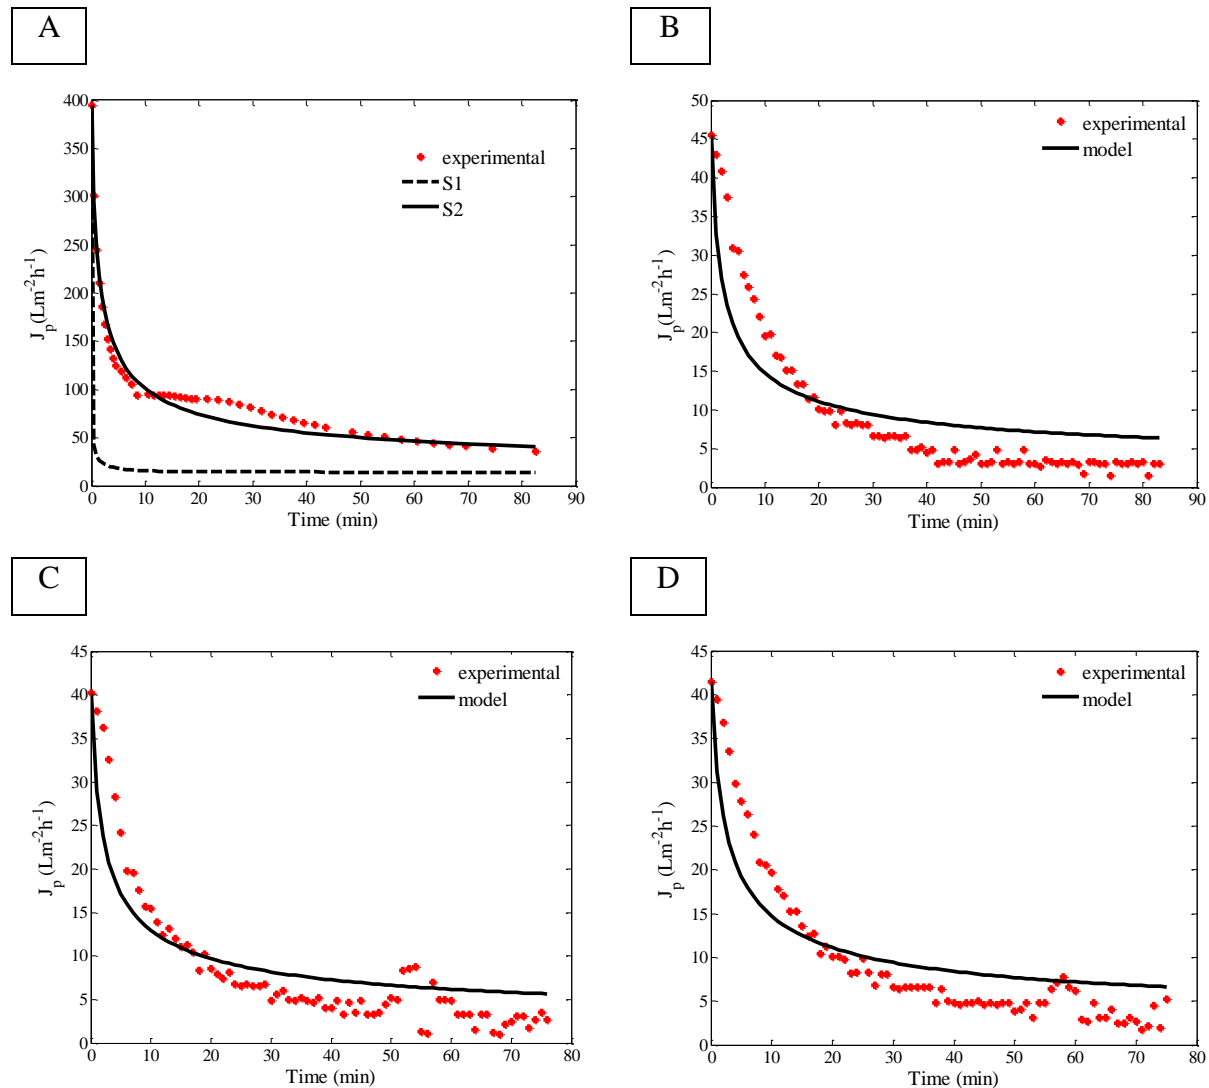 A
B
400
350
300
250
200
150
100
50
0
J_p(Lm^-2h^-1)
experimental
S1
S2
0 10 20 30 40 50 60 70 80 90
Time (min)
50
45
40
35
30
25
20
15
10
5
0
J_p (Lm^-2h^-1)
experimental
model
0 10 20 30 40 50 60 70 80 90
Time (min)
C
D
45
40
35
30
25
20
15
10
5
0
J_p (Lm^-2h^-1)
experimental
model
0 10 20 30 40 50 60 70 80
Time (min)
45
40
35
30
25
20
15
10
5
0
J_p (Lm^-2h^-1)
experimental
model
0 10 20 30 40 50 60 70 80
Time (min)